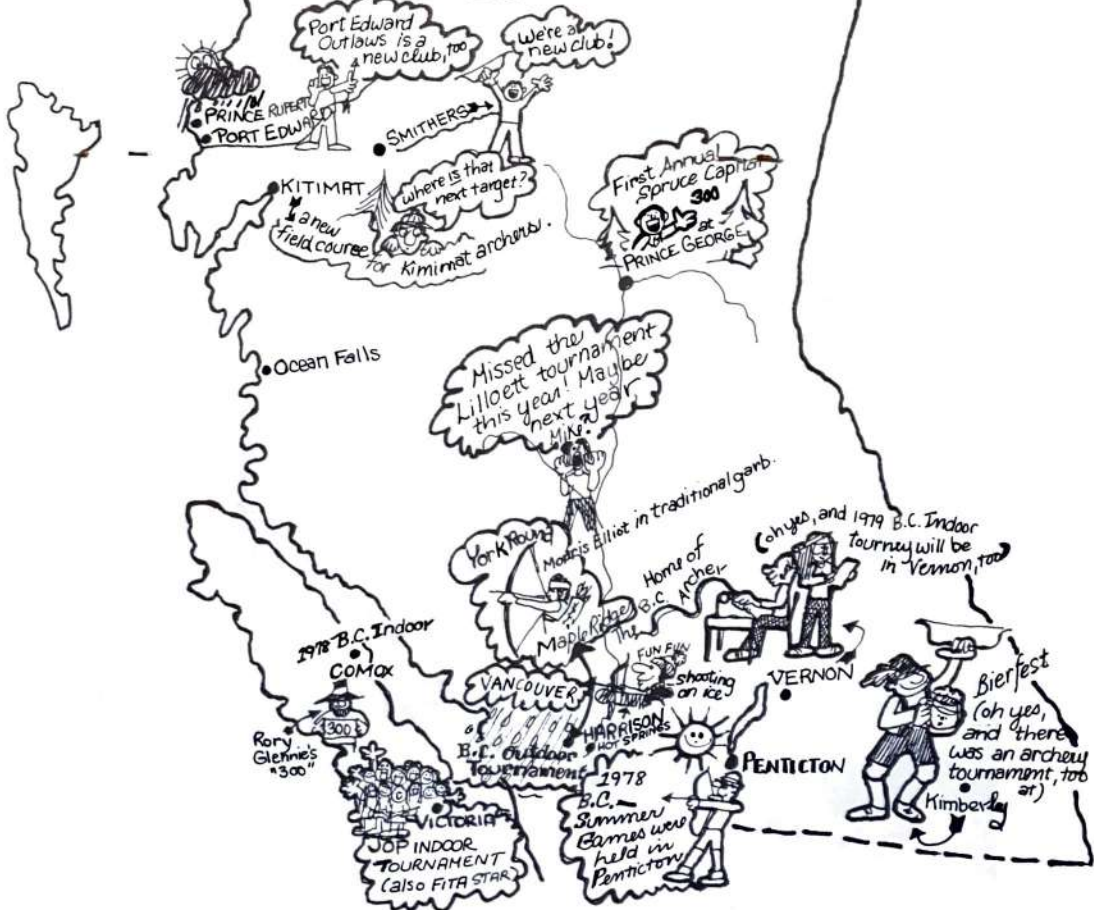 Port Edward
Outlaws is a
new club, too
We're a
new club!
PRINCE RUPERT
PORT EDWARD
SMITHERS
KITIMAT
where is that
next target?
a new
field course
for Kimimat archers.
First Annual
Spruce Capital
300
at
PRINCE GEORGE
Ocean Falls
Missed the
Lilloett tournament
this year! Maybe
next year
Morris Elliot in traditional garb.
York Round
Maple Ridge
The Home of
B.C. Archer
(oh yes, and 1979 B.C. Indoor
tourney will be
in Vernon, too)
VERNON
1978 B.C. Indoor
COMOX
300
Rory
Glennie's
"300"
VANCOUVER
B.C. Outdoor
Tournament
FUN FUN
shooting
on ice
HARRISON
HOT SPRINGS
PENTICTON
1978
B.C.
Summer
Games were
held in
Penticton
VICTORIA
JOP INDOOR
TOURNAMENT
(also FITA STAR)
Bierfest
(oh yes,
and there
was an archery
tournament, too
at)
Kimberley